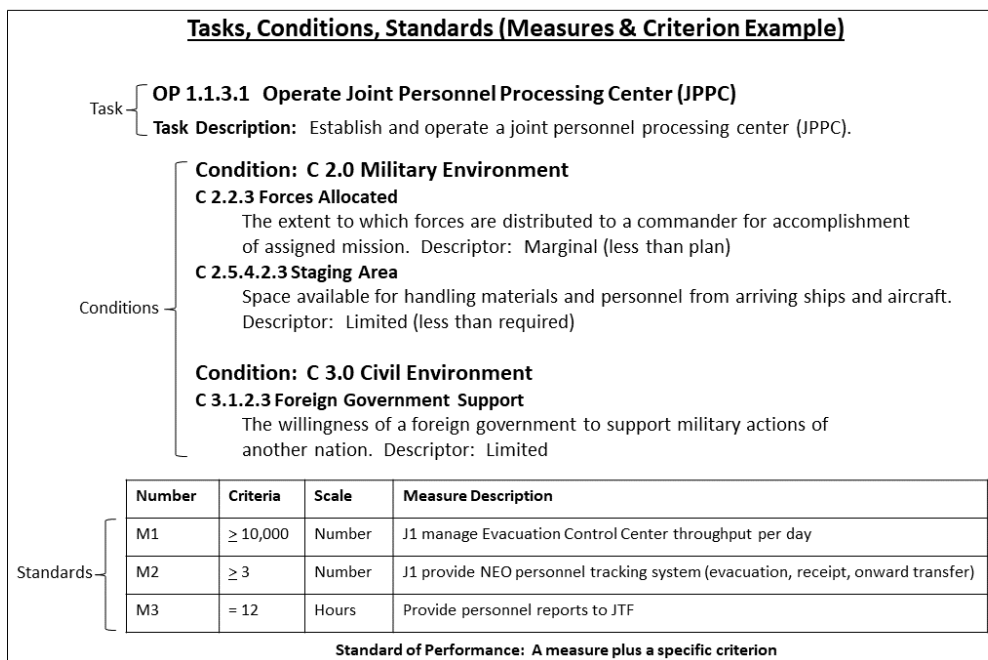 Tasks, Conditions, Standards (Measures & Criterion Example)
Task
OP 1.1.3.1 Operate Joint Personnel Processing Center (JPPC)
Task Description: Establish and operate a joint personnel processing center (JPPC).
Conditions
Condition: C 2.0 Military Environment
C 2.2.3 Forces Allocated
The extent to which forces are distributed to a commander for accomplishment
of assigned mission. Descriptor: Marginal (less than plan)
C 2.5.4.2.3 Staging Area
Space available for handling materials and personnel from arriving ships and aircraft.
Descriptor: Limited (less than required)
Condition: C 3.0 Civil Environment
C 3.1.2.3 Foreign Government Support
The willingness of a foreign government to support military actions of
another nation. Descriptor: Limited
Standards
Number Criteria Scale Measure Description
M1 ≥ 10,000 Number J1 manage Evacuation Control Center throughput per day
M2 ≥ 3 Number J1 provide NEO personnel tracking system (evacuation, receipt, onward transfer)
M3 = 12 Hours Provide personnel reports to JTF
Standard of Performance: A measure plus a specific criterion